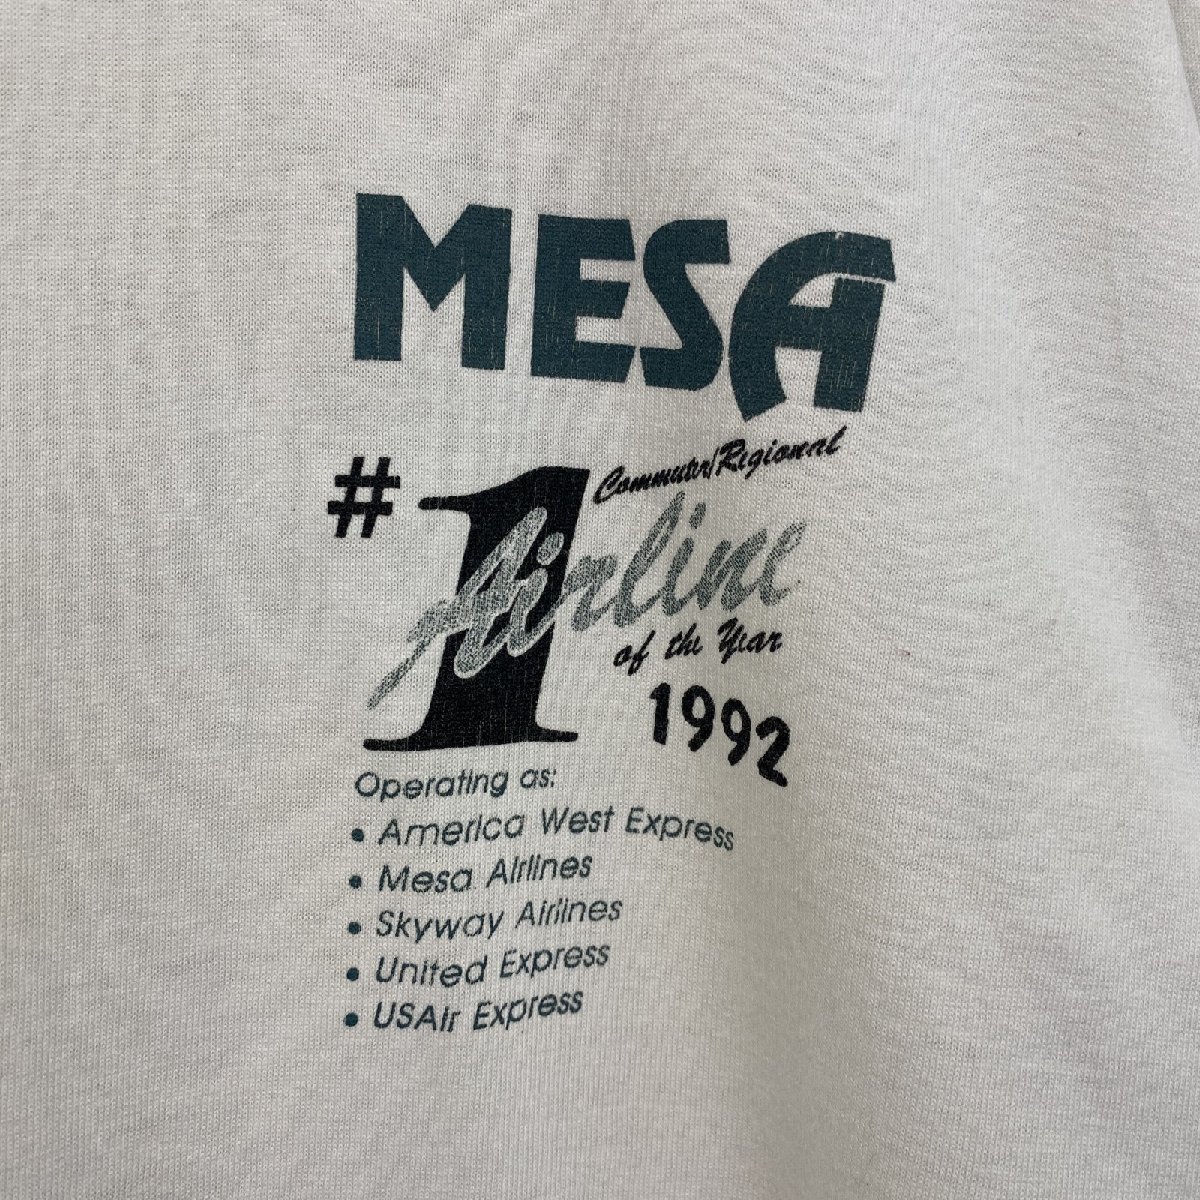 MESA
#1
Commuter/Regional
Airline
of the Year
1992
Operating as:
• America West Express
• Mesa Airlines
• Skyway Airlines
• United Express
• USAir Express